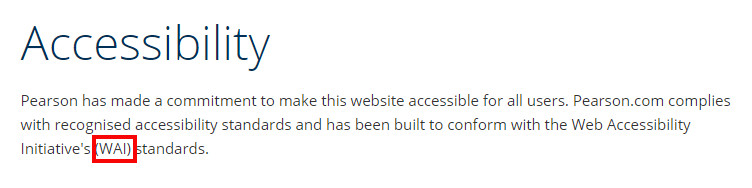 Accessibility
Pearson has made a commitment to make this website accessible for all users. Pearson.com complies
with recognised accessibility standards and has been built to conform with the Web Accessibility
Initiative's (WAI) standards.